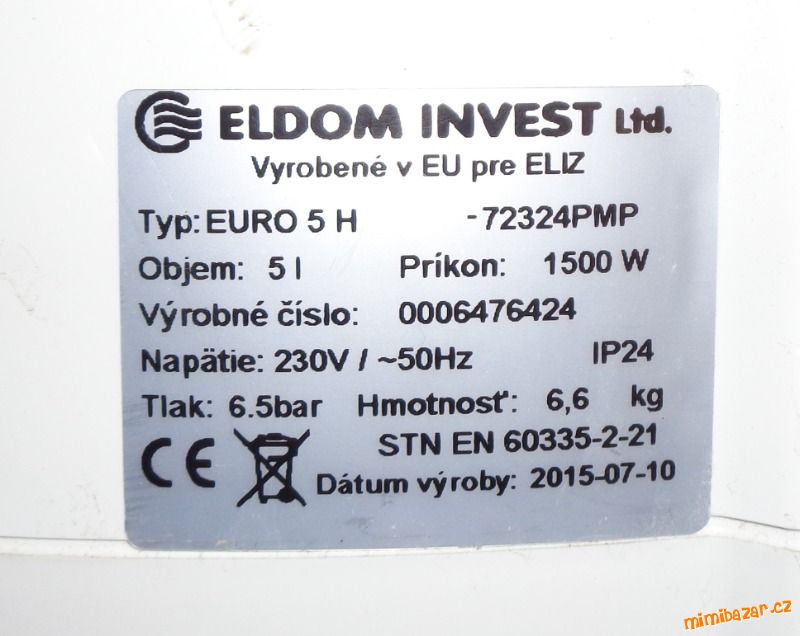 ELDOM INVEST Ltd.
Vyrobené v EU pre ELIZ
Typ: EURO 5 H -72324PMP
Objem: 5 l Príkon: 1500 W
Výrobné číslo: 0006476424
Napätie: 230V / ~50Hz IP24
Tlak: 6.5bar Hmotnosť: 6,6 kg
STN EN 60335-2-21
CE
Dátum výroby: 2015-07-10
mimibazar.cz